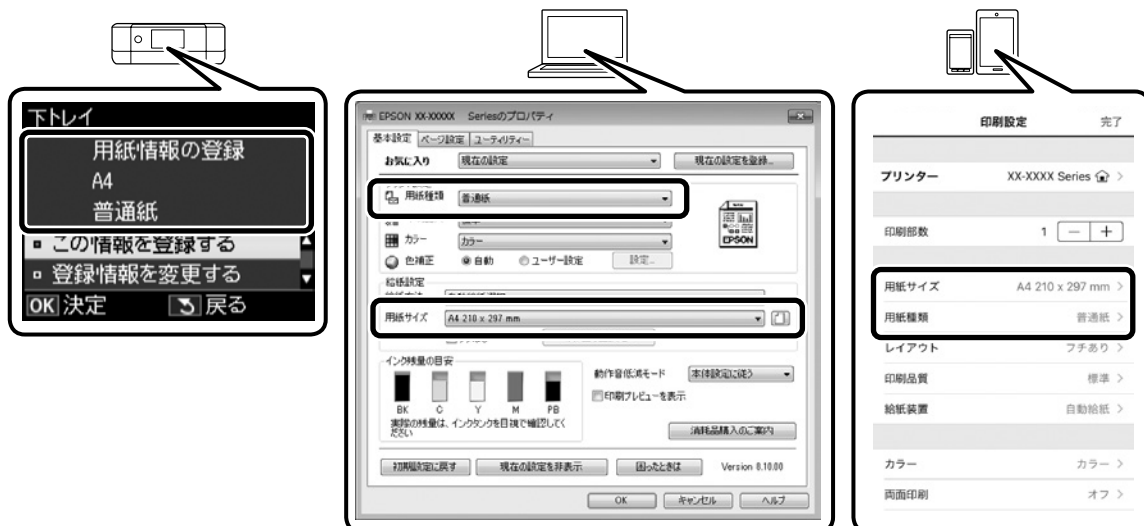 下トレイ
用紙情報の登録
A4
普通紙
この情報を登録する
登録情報を変更する
OK 決定 戻る
EPSON XX-XXXXX Seriesのプロパティ
基本設定 ページ設定 ユーティリティー
お気に入り 現在の設定 現在の設定を登録...
用紙種類 普通紙
カラー カラー
EPSON
色補正 自動 ユーザー設定 設定...
給紙設定
用紙サイズ A4 210 x 297 mm
インク残量の目安
動作音低減モード 本体設定に従う
印刷プレビューを表示
BK C Y M PB
実際の残量は、インクタンクを目視で確認してください
消耗品購入のご案内
初期設定に戻す 現在の設定を非表示 困ったときは Version 8.10.00
OK キャンセル ヘルプ
印刷設定 完了
プリンター XX-XXXX Series
印刷部数 1 − +
用紙サイズ A4 210 x 297 mm
用紙種類 普通紙
レイアウト フチあり
印刷品質 標準
給紙装置 自動給紙
カラー カラー
両面印刷 オフ